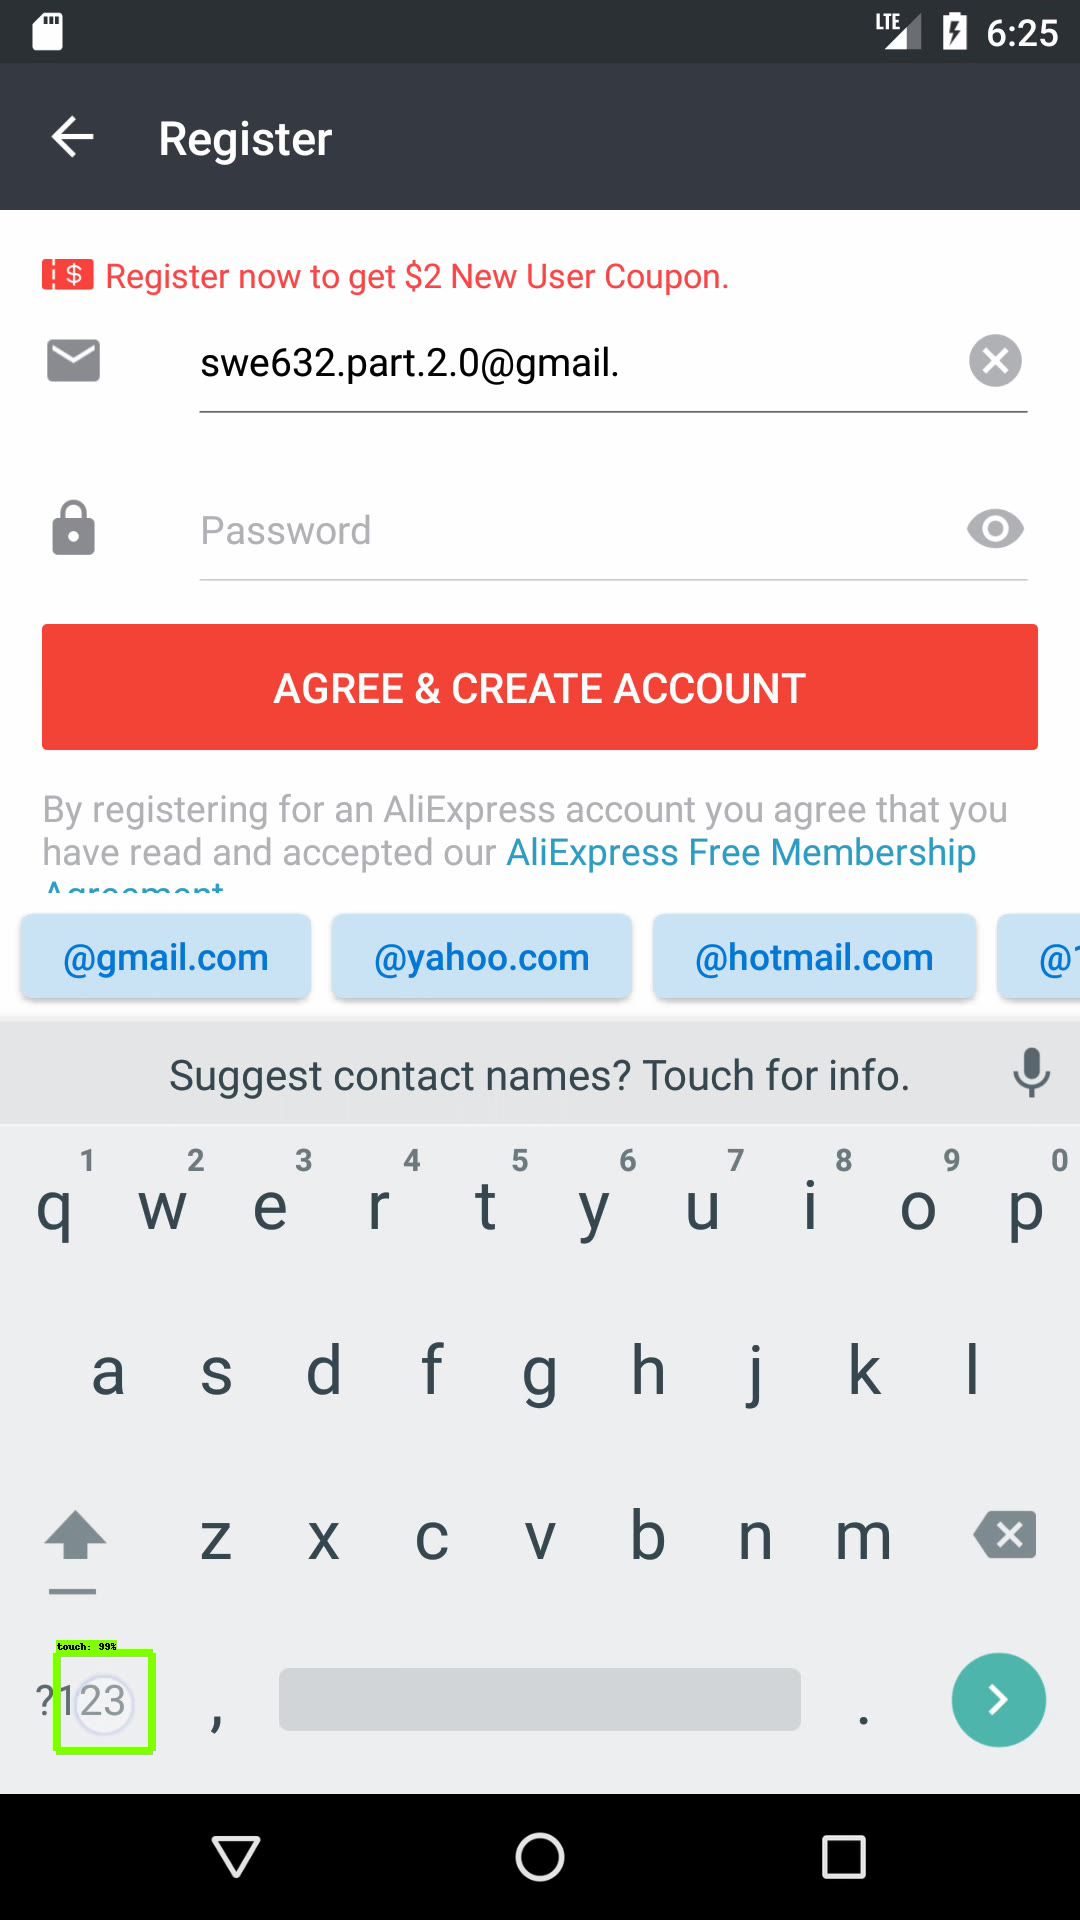 LTE 6:25
Register
$ Register now to get $2 New User Coupon.
swe632.part.2.0@gmail.
Password
AGREE & CREATE ACCOUNT
By registering for an AliExpress account you agree that you
have read and accepted our AliExpress Free Membership
Agreement
@gmail.com @yahoo.com @hotmail.com @1
Suggest contact names? Touch for info.
1 2 3 4 5 6 7 8 9 0
q w e r t y u i o p
a s d f g h j k l
z x c v b n m
touch: 99%
?123 , .